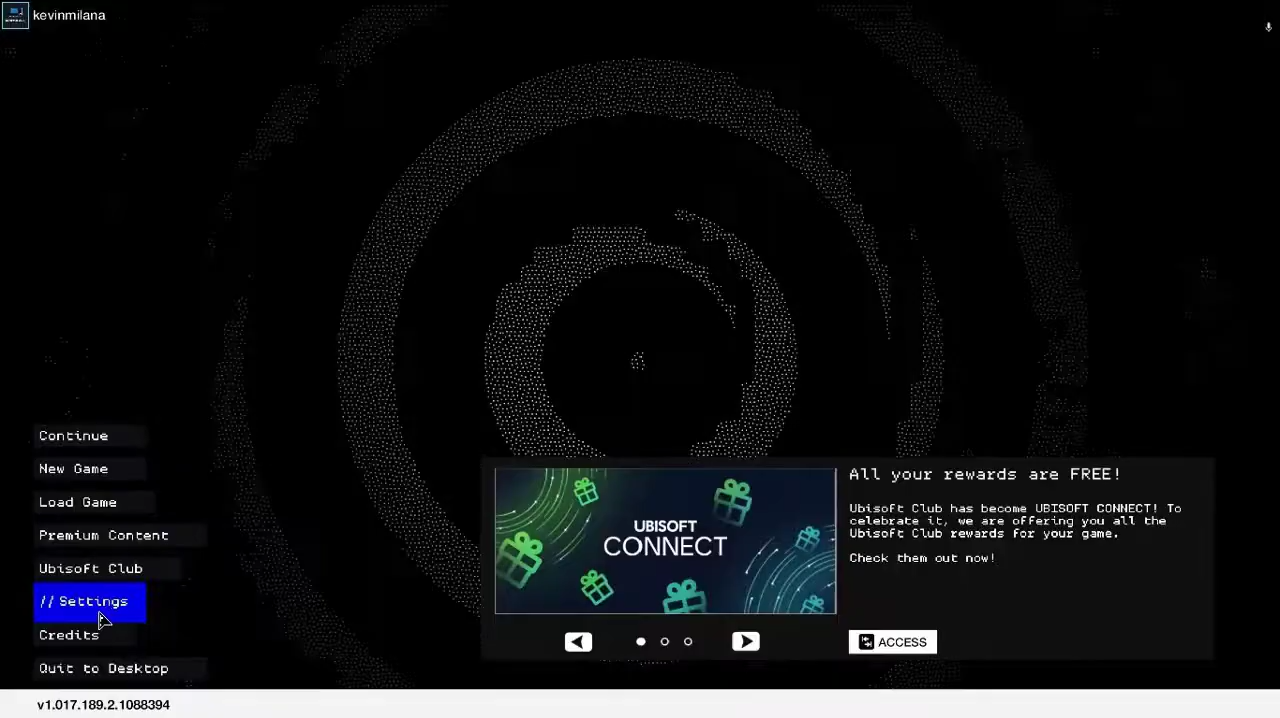 kevinmilana
Continue
New Game
Load Game
Premium Content
Ubisoft Club
// Settings
Credits
Quit to Desktop
UBISOFT
CONNECT
All your rewards are FREE!
Ubisoft Club has become UBISOFT CONNECT! To
celebrate it, we are offering you all the
Ubisoft Club rewards for your game.
Check them out now!
ACCESS
v1.017.189.2.1088394